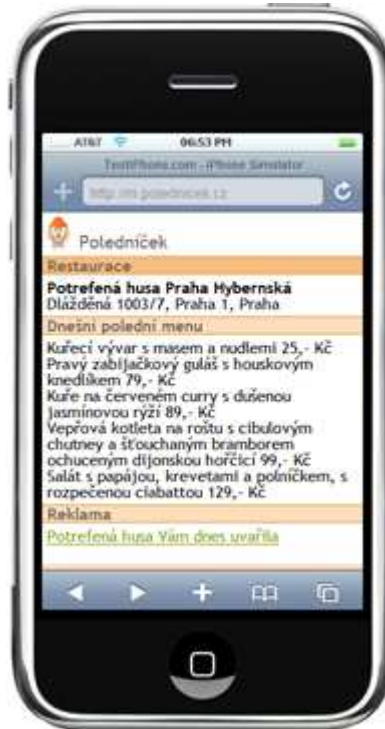 AT&T 06:53 PM
TestiPhone.com - iPhone Simulator
http://m.polednicek.cz
Poledníček
Restaurace
Potrefená husa Praha Hybernská
Dlážděná 1003/7, Praha 1, Praha
Dnešní polední menu
Kuřecí vývar s masem a nudlemi 25,- Kč
Pravý zabijačkový guláš s houskovým
knedlíkem 79,- Kč
Kuře na červeném curry s dušenou
jasmínovou rýží 89,- Kč
Vepřová kotleta na roštu s cibulovým
chutney a šťouchaným bramborem
ochuceným dijonskou hořčicí 99,- Kč
Salát s papájou, krevetami a polníčkem, s
rozpečenou ciabattou 129,- Kč
Reklama
Potrefená husa Vám dnes uvařila